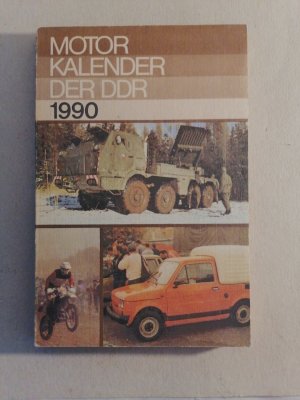 MOTOR
KALENDER
DER DDR
1990